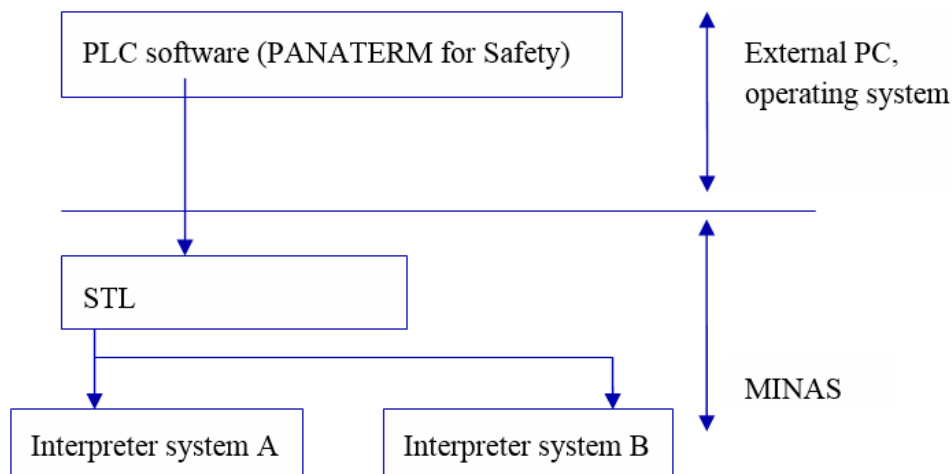 PLC software (PANATERM for Safety)
External PC,
operating system
STL
MINAS
Interpreter system A
Interpreter system B